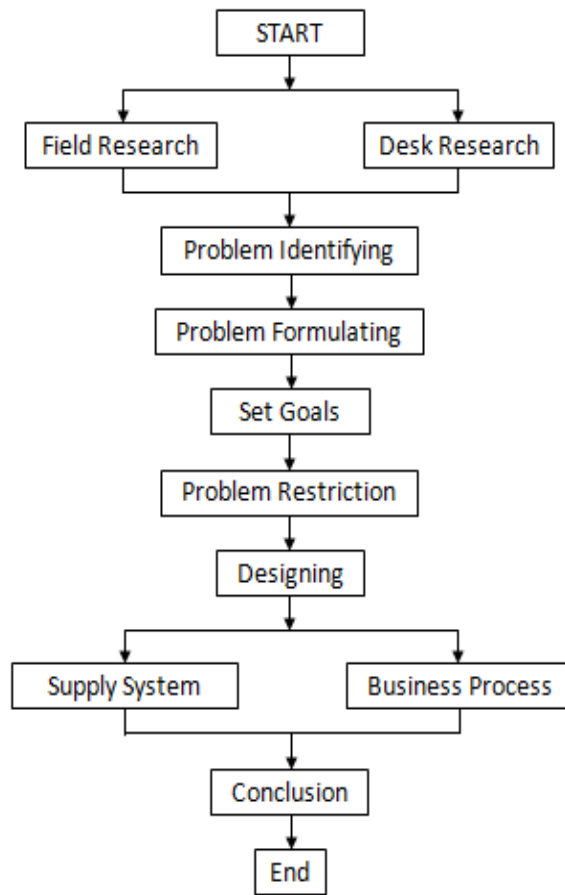 START
Field Research
Desk Research
Problem Identifying
Problem Formulating
Set Goals
Problem Restriction
Designing
Supply System
Business Process
Conclusion
End